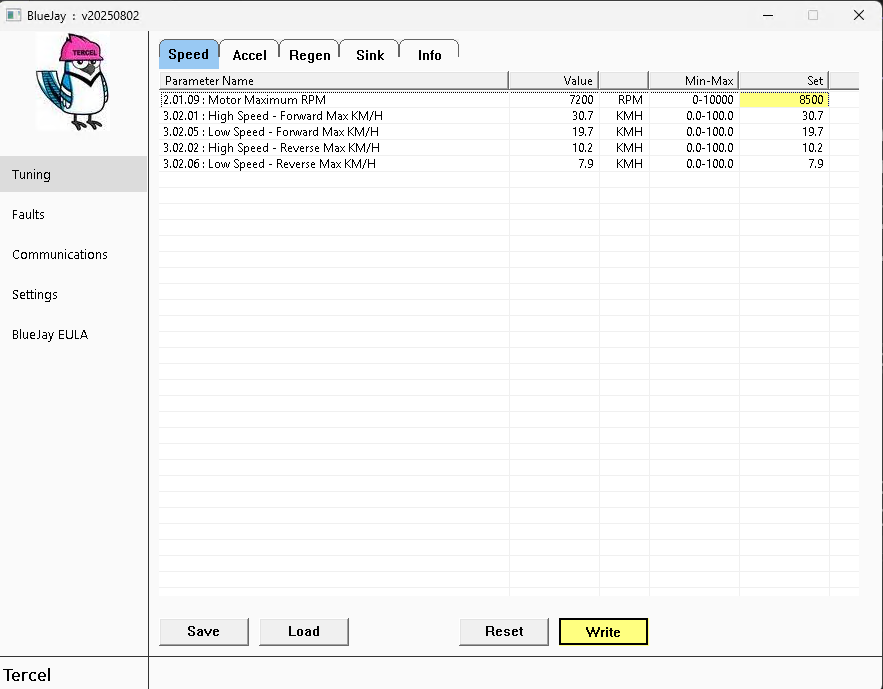 BlueJay : v20250802
TERCEL
Speed Accel Regen Sink Info
Parameter Name Value Min-Max Set
2.01.09 : Motor Maximum RPM 7200 RPM 0-10000 8500
3.02.01 : High Speed - Forward Max KM/H 30.7 KMH 0.0-100.0 30.7
3.02.05 : Low Speed - Forward Max KM/H 19.7 KMH 0.0-100.0 19.7
3.02.02 : High Speed - Reverse Max KM/H 10.2 KMH 0.0-100.0 10.2
3.02.06 : Low Speed - Reverse Max KM/H 7.9 KMH 0.0-100.0 7.9
Tuning
Faults
Communications
Settings
BlueJay EULA
Save Load Reset Write
Tercel